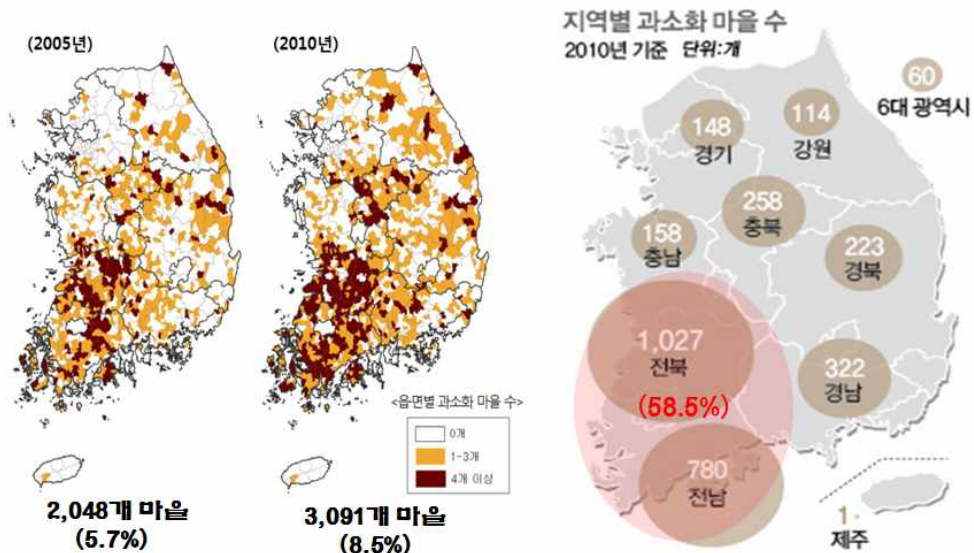 (2005년)
(2010년)
<읍면별 과소화 마을 수>
0개
1-3개
4개 이상
2,048개 마을
(5.7%)
3,091개 마을
(8.5%)
지역별 과소화 마을 수
2010년 기준 단위:개
60
6대 광역시
148
경기
114
강원
258
충북
158
충남
223
경북
1,027
전북
(58.5%)
322
경남
780
전남
1
제주